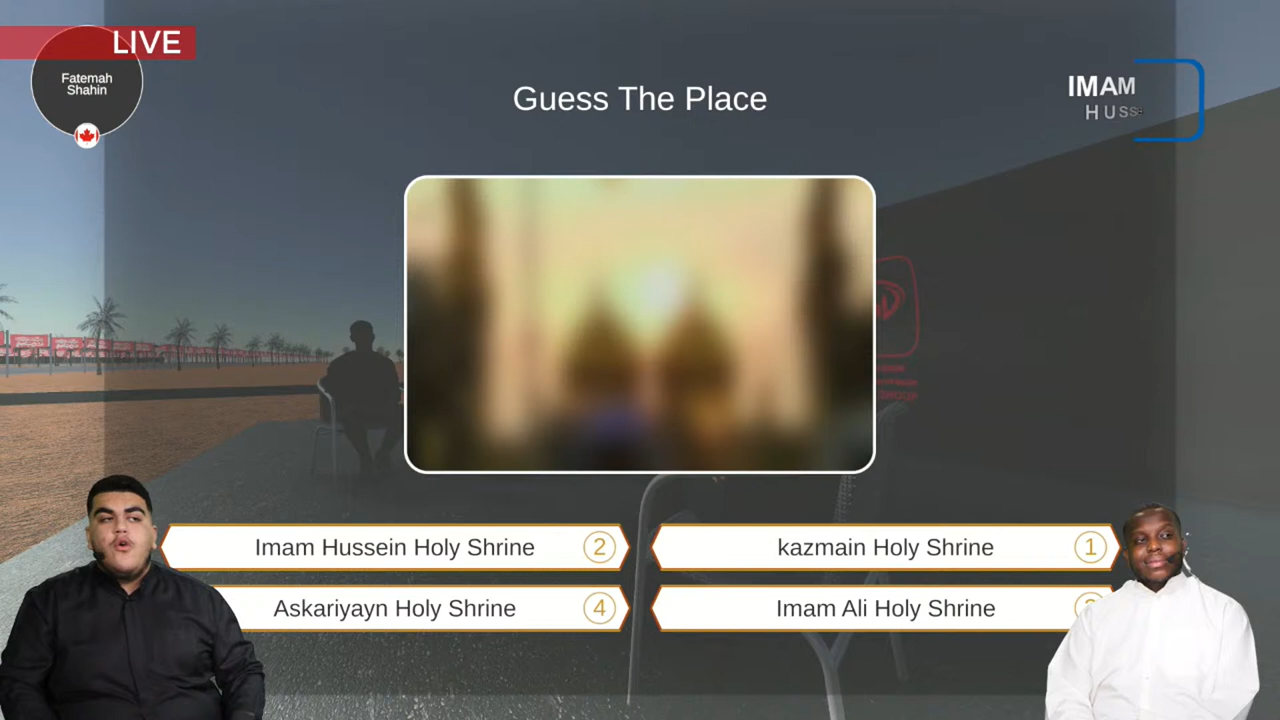 LIVE
Fatemah
Shahin
Guess The Place
IMAM
HUSS
Imam Hussein Holy Shrine 2
kazmain Holy Shrine 1
Askariyayn Holy Shrine 4
Imam Ali Holy Shrine